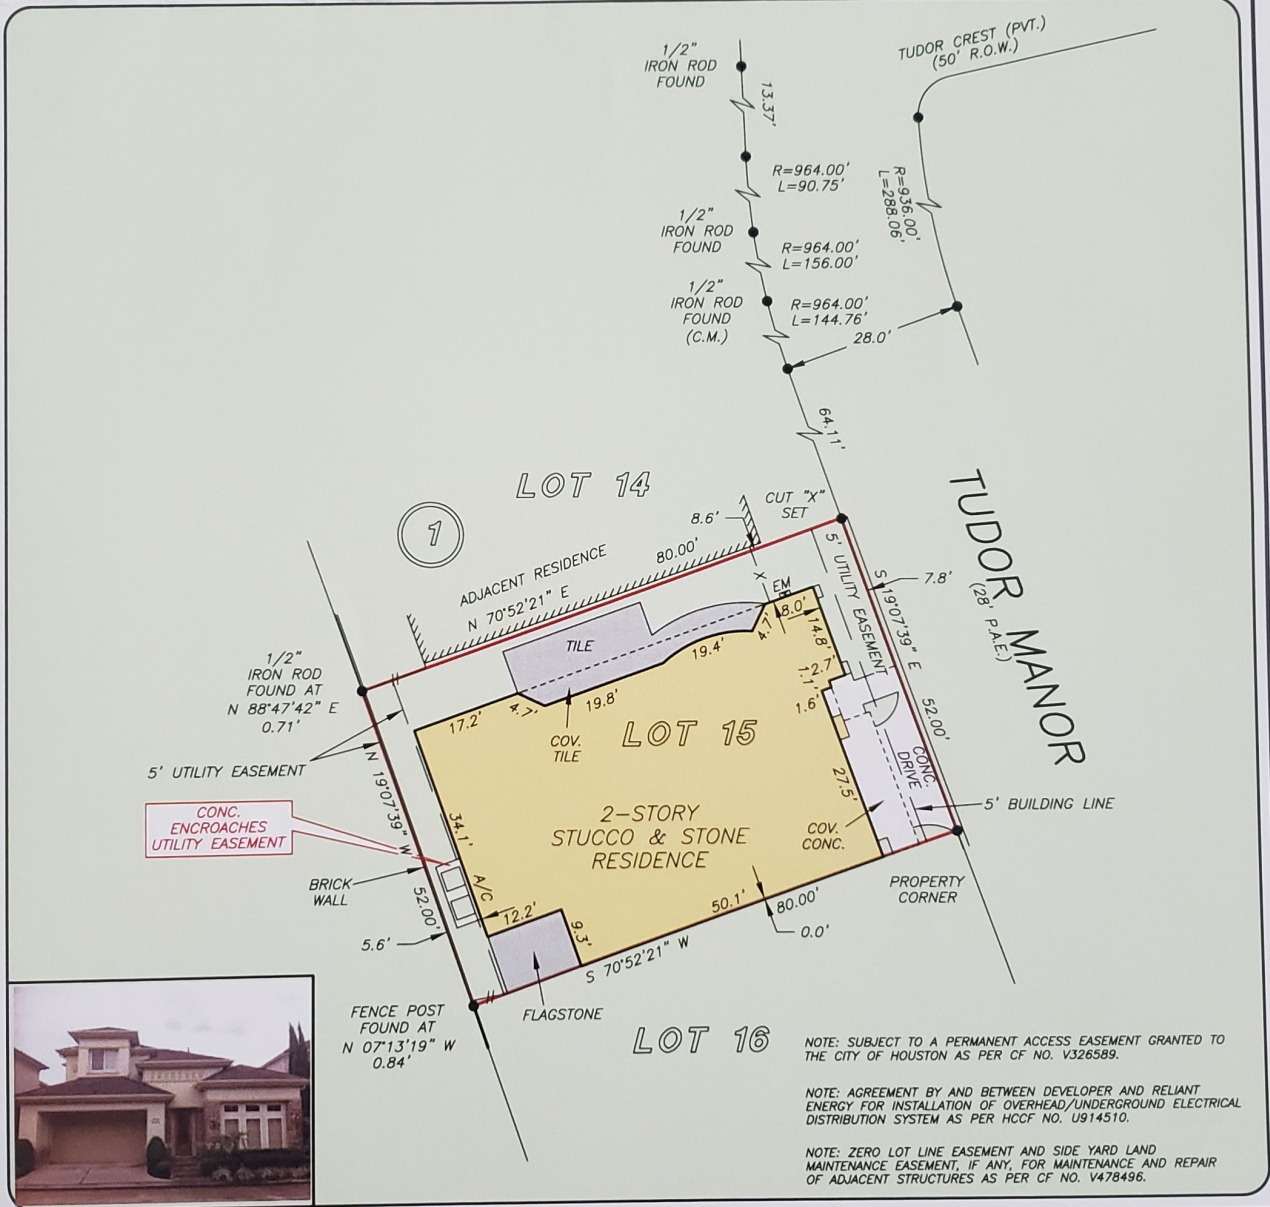 TUDOR CREST (PVT.)
(50' R.O.W.)
1/2"
IRON ROD
FOUND
13.37'
R=964.00'
L=90.75'
R=936.00'
L=288.06'
1/2"
IRON ROD
FOUND
R=964.00'
L=156.00'
1/2"
IRON ROD
FOUND
(C.M.)
R=964.00'
L=144.76'
28.0'
64.11'
LOT 14
CUT "X"
SET
8.6'
1
ADJACENT RESIDENCE
80.00'
N 70°52'21" E
TUDOR MANOR
(28' P.A.E.)
5' UTILITY EASEMENT
S 19°07'39" E
52.00'
7.8'
X
EM
8.0'
14.8'
4.7'
TILE
19.4'
2.7'
1.1'
1.6'
1/2"
IRON ROD
FOUND AT
N 88°47'42" E
0.71'
17.2'
4.7'
19.8'
COV.
TILE
LOT 15
5' UTILITY EASEMENT
N 19°07'39" W
52.00'
CONC.
ENCROACHES
UTILITY EASEMENT
34.1'
2-STORY
STUCCO & STONE
RESIDENCE
27.5'
CONC.
DRIVE
5' BUILDING LINE
COV.
CONC.
BRICK
WALL
A/C
12.2'
9.3'
50.1'
80.00'
PROPERTY
CORNER
5.6'
0.0'
S 70°52'21" W
FLAGSTONE
FENCE POST
FOUND AT
N 07°13'19" W
0.84'
LOT 16
NOTE: SUBJECT TO A PERMANENT ACCESS EASEMENT GRANTED TO
THE CITY OF HOUSTON AS PER CF NO. V326589.
NOTE: AGREEMENT BY AND BETWEEN DEVELOPER AND RELIANT
ENERGY FOR INSTALLATION OF OVERHEAD/UNDERGROUND ELECTRICAL
DISTRIBUTION SYSTEM AS PER HCCF NO. U914510.
NOTE: ZERO LOT LINE EASEMENT AND SIDE YARD LAND
MAINTENANCE EASEMENT, IF ANY, FOR MAINTENANCE AND REPAIR
OF ADJACENT STRUCTURES AS PER CF NO. V478496.